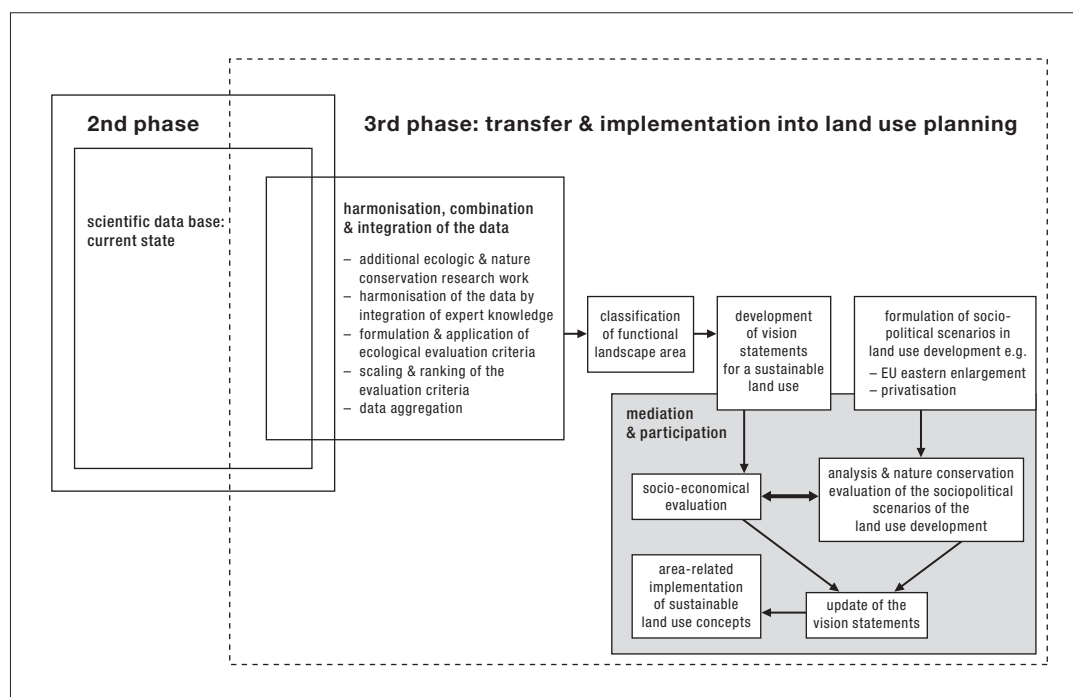 2nd phase
3rd phase: transfer & implementation into land use planning
scientific data base:
current state
harmonisation, combination
& integration of the data
– additional ecologic & nature
conservation research work
– harmonisation of the data by
integration of expert knowledge
– formulation & application of
ecological evaluation criteria
– scaling & ranking of the
evaluation criteria
– data aggregation
classification
of functional
landscape area
development
of vision
statements
for a sustainable
land use
formulation of socio-
political scenarios in
land use development e.g.
– EU eastern enlargement
– privatisation
mediation
& participation
socio-economical
evaluation
analysis & nature conservation
evaluation of the sociopolitical
scenarios of the
land use development
area-related
implementation
of sustainable
land use concepts
update of the
vision statements